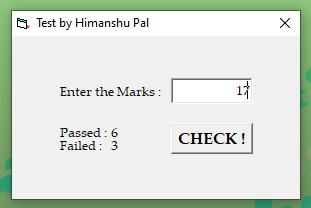 Test by Himanshu Pal
Enter the Marks : 17
Passed : 6
Failed : 3
CHECK !